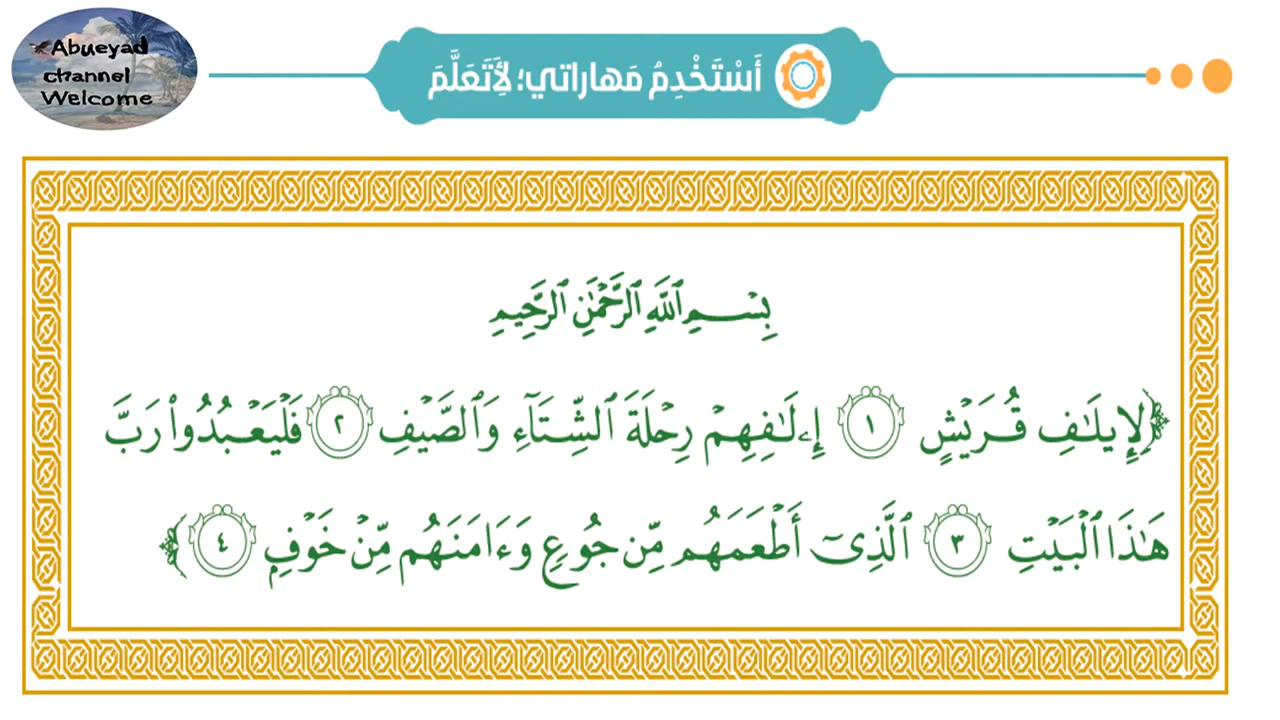 Abueyad
channel
Welcome
أَسْتَخْدِمُ مَهاراتي؛ لِأَتَعَلَّمَ
بِسْمِ ٱللَّهِ ٱلرَّحْمَٰنِ ٱلرَّحِيمِ
﴿لِإِيلَٰفِ قُرَيْشٍ ١ إِۦلَٰفِهِمْ رِحْلَةَ ٱلشِّتَآءِ وَٱلصَّيْفِ ٢ فَلْيَعْبُدُوا۟ رَبَّ
هَٰذَا ٱلْبَيْتِ ٣ ٱلَّذِىٓ أَطْعَمَهُم مِّن جُوعٍ وَءَامَنَهُم مِّنْ خَوْفٍۭ ٤﴾